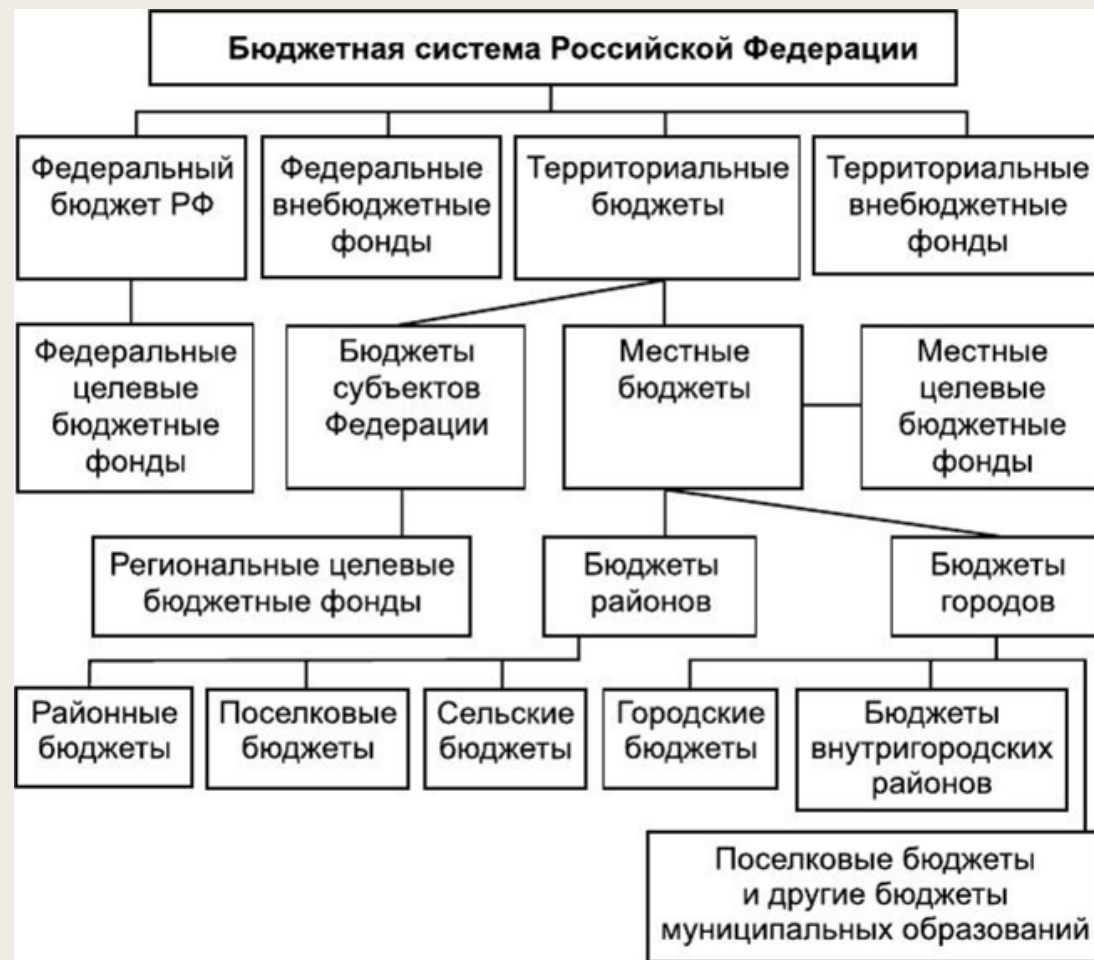 Бюджетная система Российской Федерации
Федеральный
бюджет РФ
Федеральные
внебюджетные
фонды
Территориальные
бюджеты
Территориальные
внебюджетные
фонды
Федеральные
целевые
бюджетные
фонды
Бюджеты
субъектов
Федерации
Местные
бюджеты
Местные
целевые
бюджетные
фонды
Региональные целевые
бюджетные фонды
Бюджеты
районов
Бюджеты
городов
Районные
бюджеты
Поселковые
бюджеты
Сельские
бюджеты
Городские
бюджеты
Бюджеты
внутригородских
районов
Поселковые бюджеты
и другие бюджеты
муниципальных образований